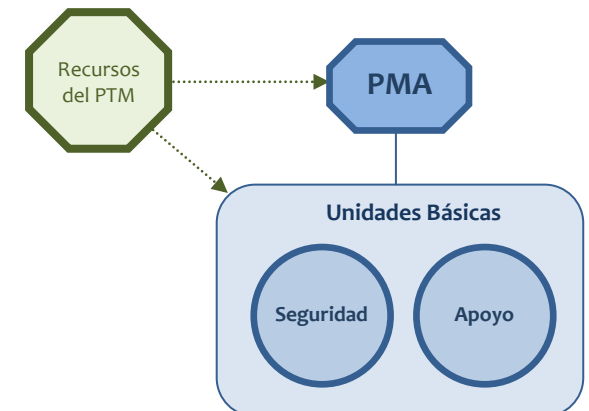 Recursos
del PTM
PMA
Unidades Básicas
Seguridad
Apoyo